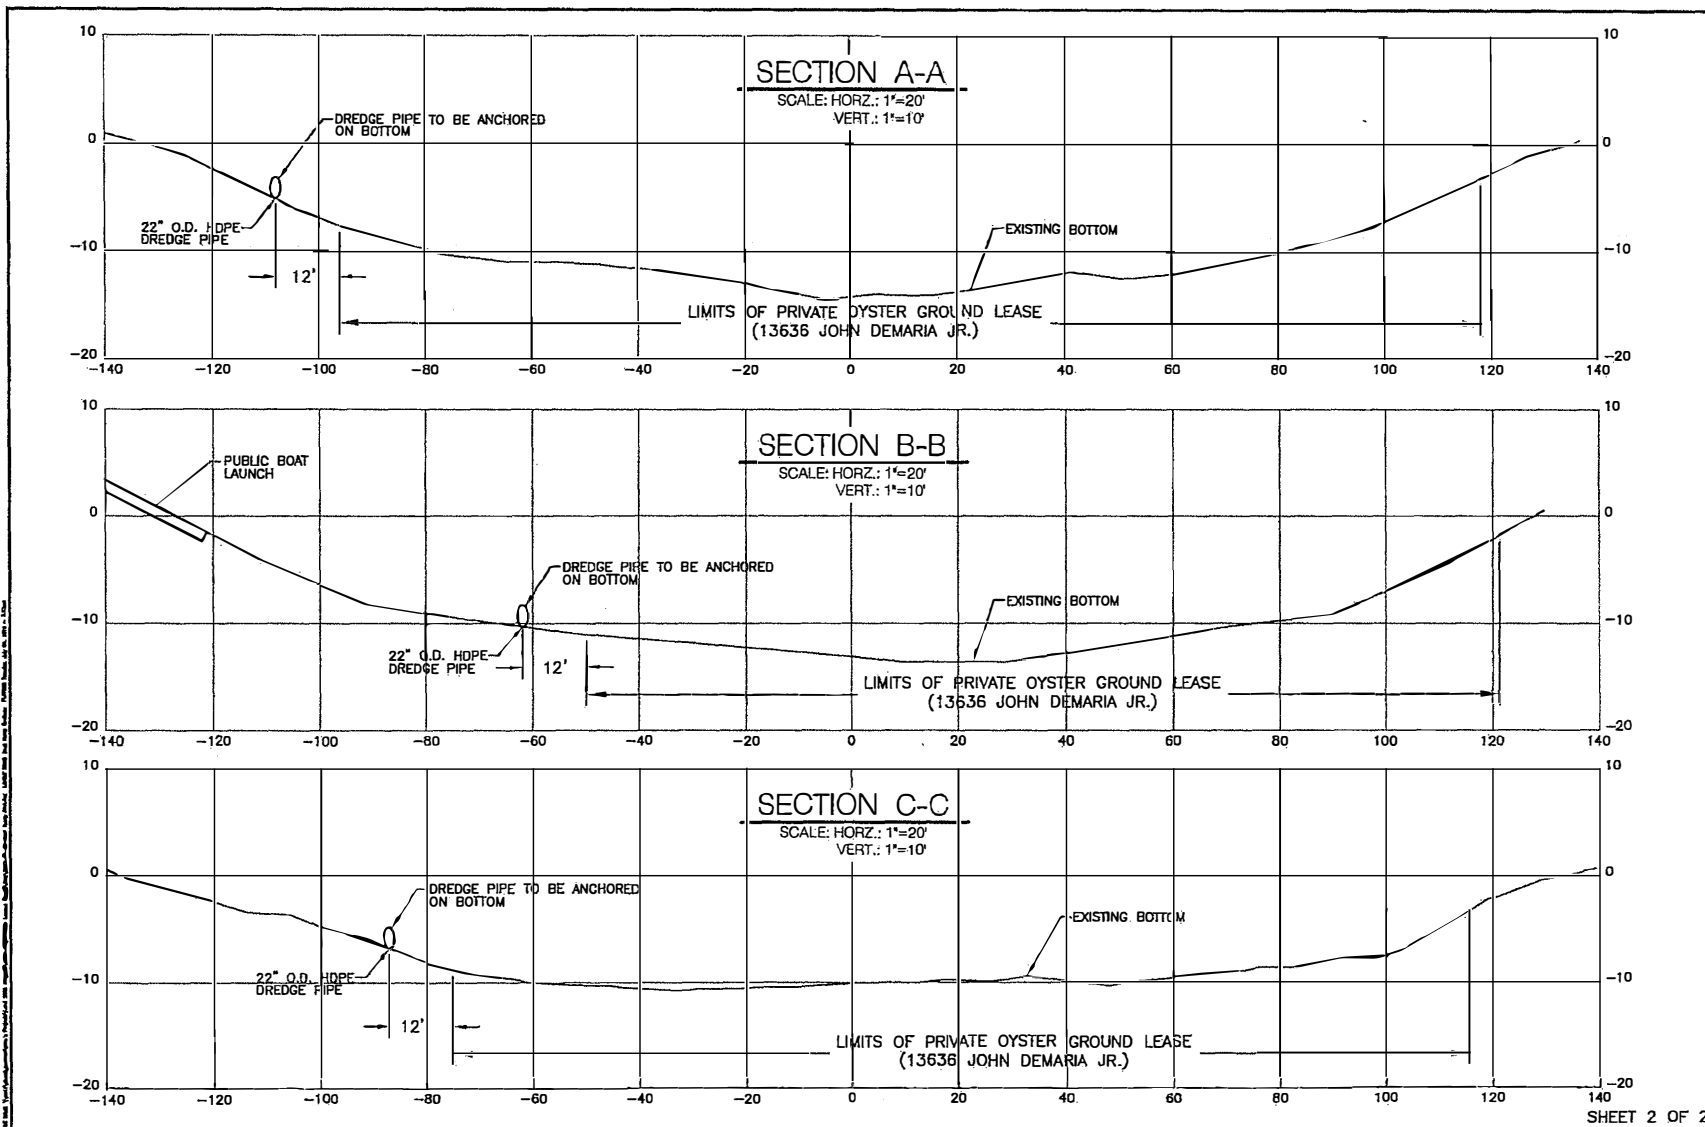 10 10
SECTION A-A
SCALE: HORZ.: 1"=20'
VERT.: 1"=10'
DREDGE PIPE TO BE ANCHORED
ON BOTTOM
0 0
22" O.D. HDPE
DREDGE PIPE
EXISTING BOTTOM
-10 -10
12'
LIMITS OF PRIVATE OYSTER GROUND LEASE
(13636 JOHN DEMARIA JR.)
-20 -20
-140 -120 -100 -80 -60 -40 -20 0 20 40 60 80 100 120 140
10 10
SECTION B-B
SCALE: HORZ.: 1"=20'
VERT.: 1"=10'
PUBLIC BOAT
LAUNCH
0 0
DREDGE PIPE TO BE ANCHORED
ON BOTTOM
EXISTING BOTTOM
-10 -10
22" O.D. HDPE
DREDGE PIPE
12'
LIMITS OF PRIVATE OYSTER GROUND LEASE
(13636 JOHN DEMARIA JR.)
-20 -20
-140 -120 -100 -80 -60 -40 -20 0 20 40 60 80 100 120 140
10 10
SECTION C-C
SCALE: HORZ.: 1"=20'
VERT.: 1"=10'
0 0
DREDGE PIPE TO BE ANCHORED
ON BOTTOM
EXISTING BOTTOM
-10 -10
22" O.D. HDPE
DREDGE PIPE
12'
LIMITS OF PRIVATE OYSTER GROUND LEASE
(13636 JOHN DEMARIA JR.)
-20 -20
-140 -120 -100 -80 -60 -40 -20 0 20 40 60 80 100 120 140
SHEET 2 OF 2